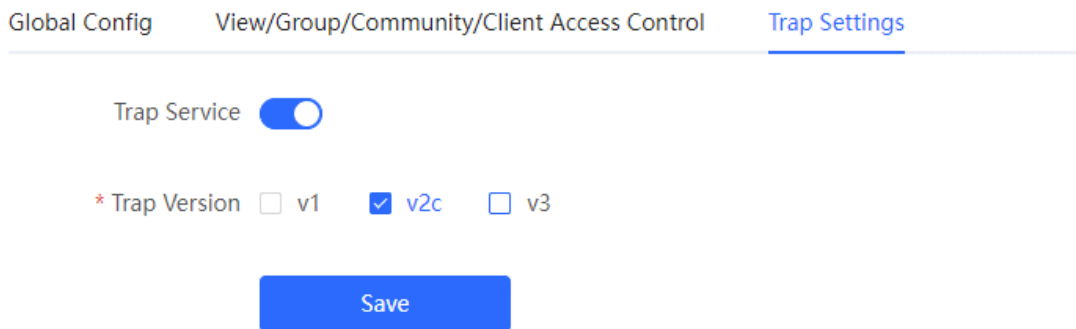 Global Config View/Group/Community/Client Access Control Trap Settings
Trap Service
* Trap Version v1 v2c v3
Save